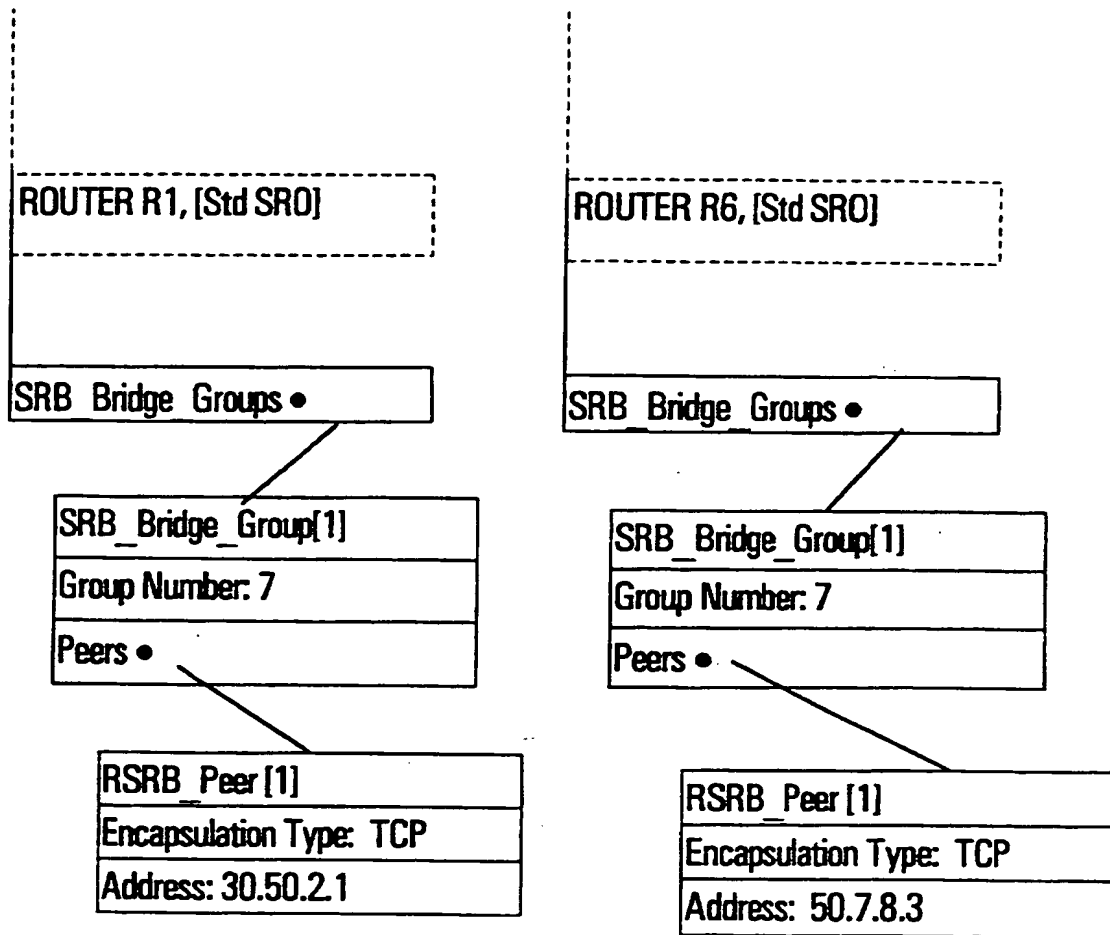 ROUTER R1, [Std SRO]
SRB_Bridge_Groups
SRB_Bridge_Group[1]
Group Number: 7
Peers
RSRB_Peer [1]
Encapsulation Type: TCP
Address: 30.50.2.1
ROUTER R6, [Std SRO]
SRB_Bridge_Groups
SRB_Bridge_Group[1]
Group Number: 7
Peers
RSRB_Peer [1]
Encapsulation Type: TCP
Address: 50.7.8.3